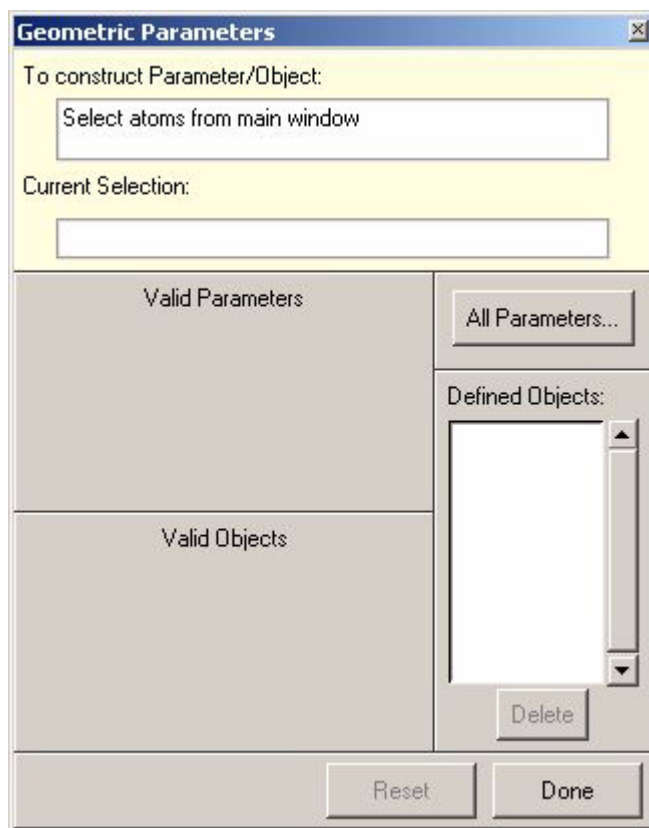 Geometric Parameters
To construct Parameter/Object:
Select atoms from main window
Current Selection:
Valid Parameters
All Parameters...
Defined Objects:
Valid Objects
Delete
Reset
Done